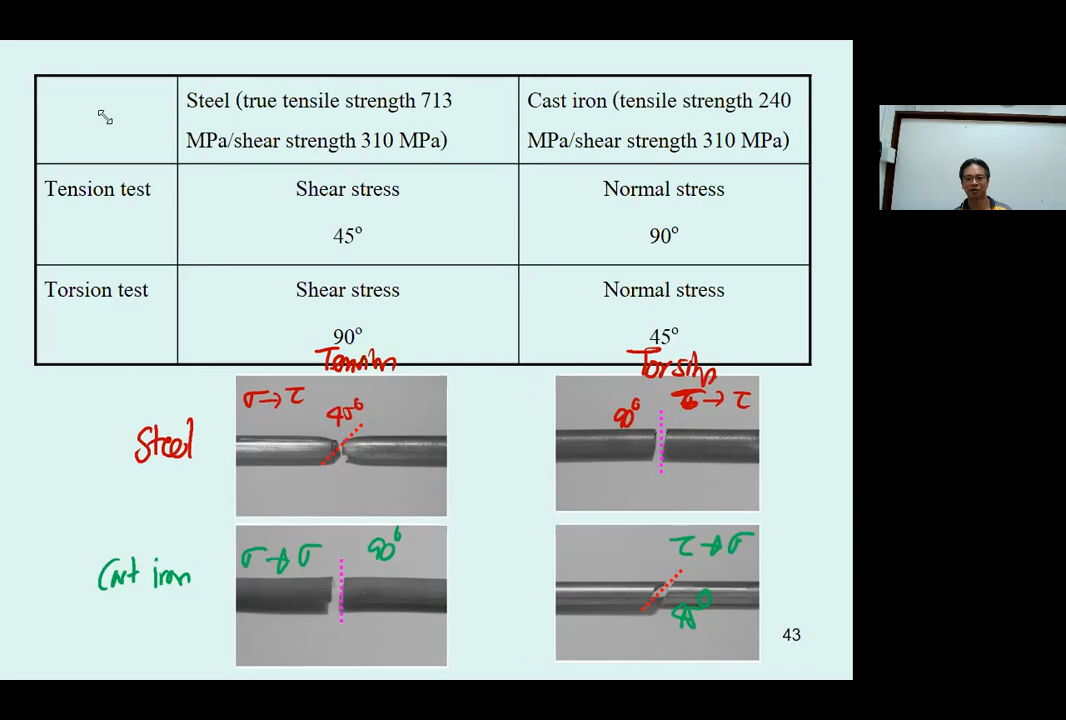 Steel (true tensile strength 713
MPa/shear strength 310 MPa)
Cast iron (tensile strength 240
MPa/shear strength 310 MPa)
Tension test
Shear stress
45°
Normal stress
90°
Torsion test
Shear stress
90°
Normal stress
45°
Tension
Torsion
Steel
σ→τ
45°
90°
→ τ
Cast iron
σ→σ
90°
τ→σ
43